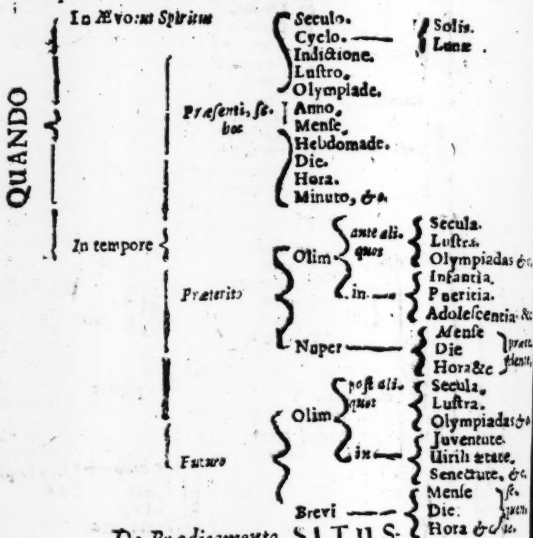 QUANDO
In Ævo: ut Spiritus
In tempore
Præsenti, sc. hoc
Seculo.
Cyclo.
Solis.
Lunæ
Indictione.
Lustro.
Olympiade.
Anno.
Mense.
Hebdomade.
Die.
Hora.
Minuto, &c.
Præterito
Olim
ante ali-
quos
Secula.
Lustra.
Olympiadas &c.
in
Infantia.
Pueritia.
Adolescentia &c.
Nuper
Mense
Die
Hora &c
Futuro
Olim
post ali-
quot
Secula.
Lustra.
Olympiadas &c.
in
Juventute.
Uirili ætate.
Senectute, &c.
Brevi
Mense
Die.
Hora &c
De Prædicamento SITUS.